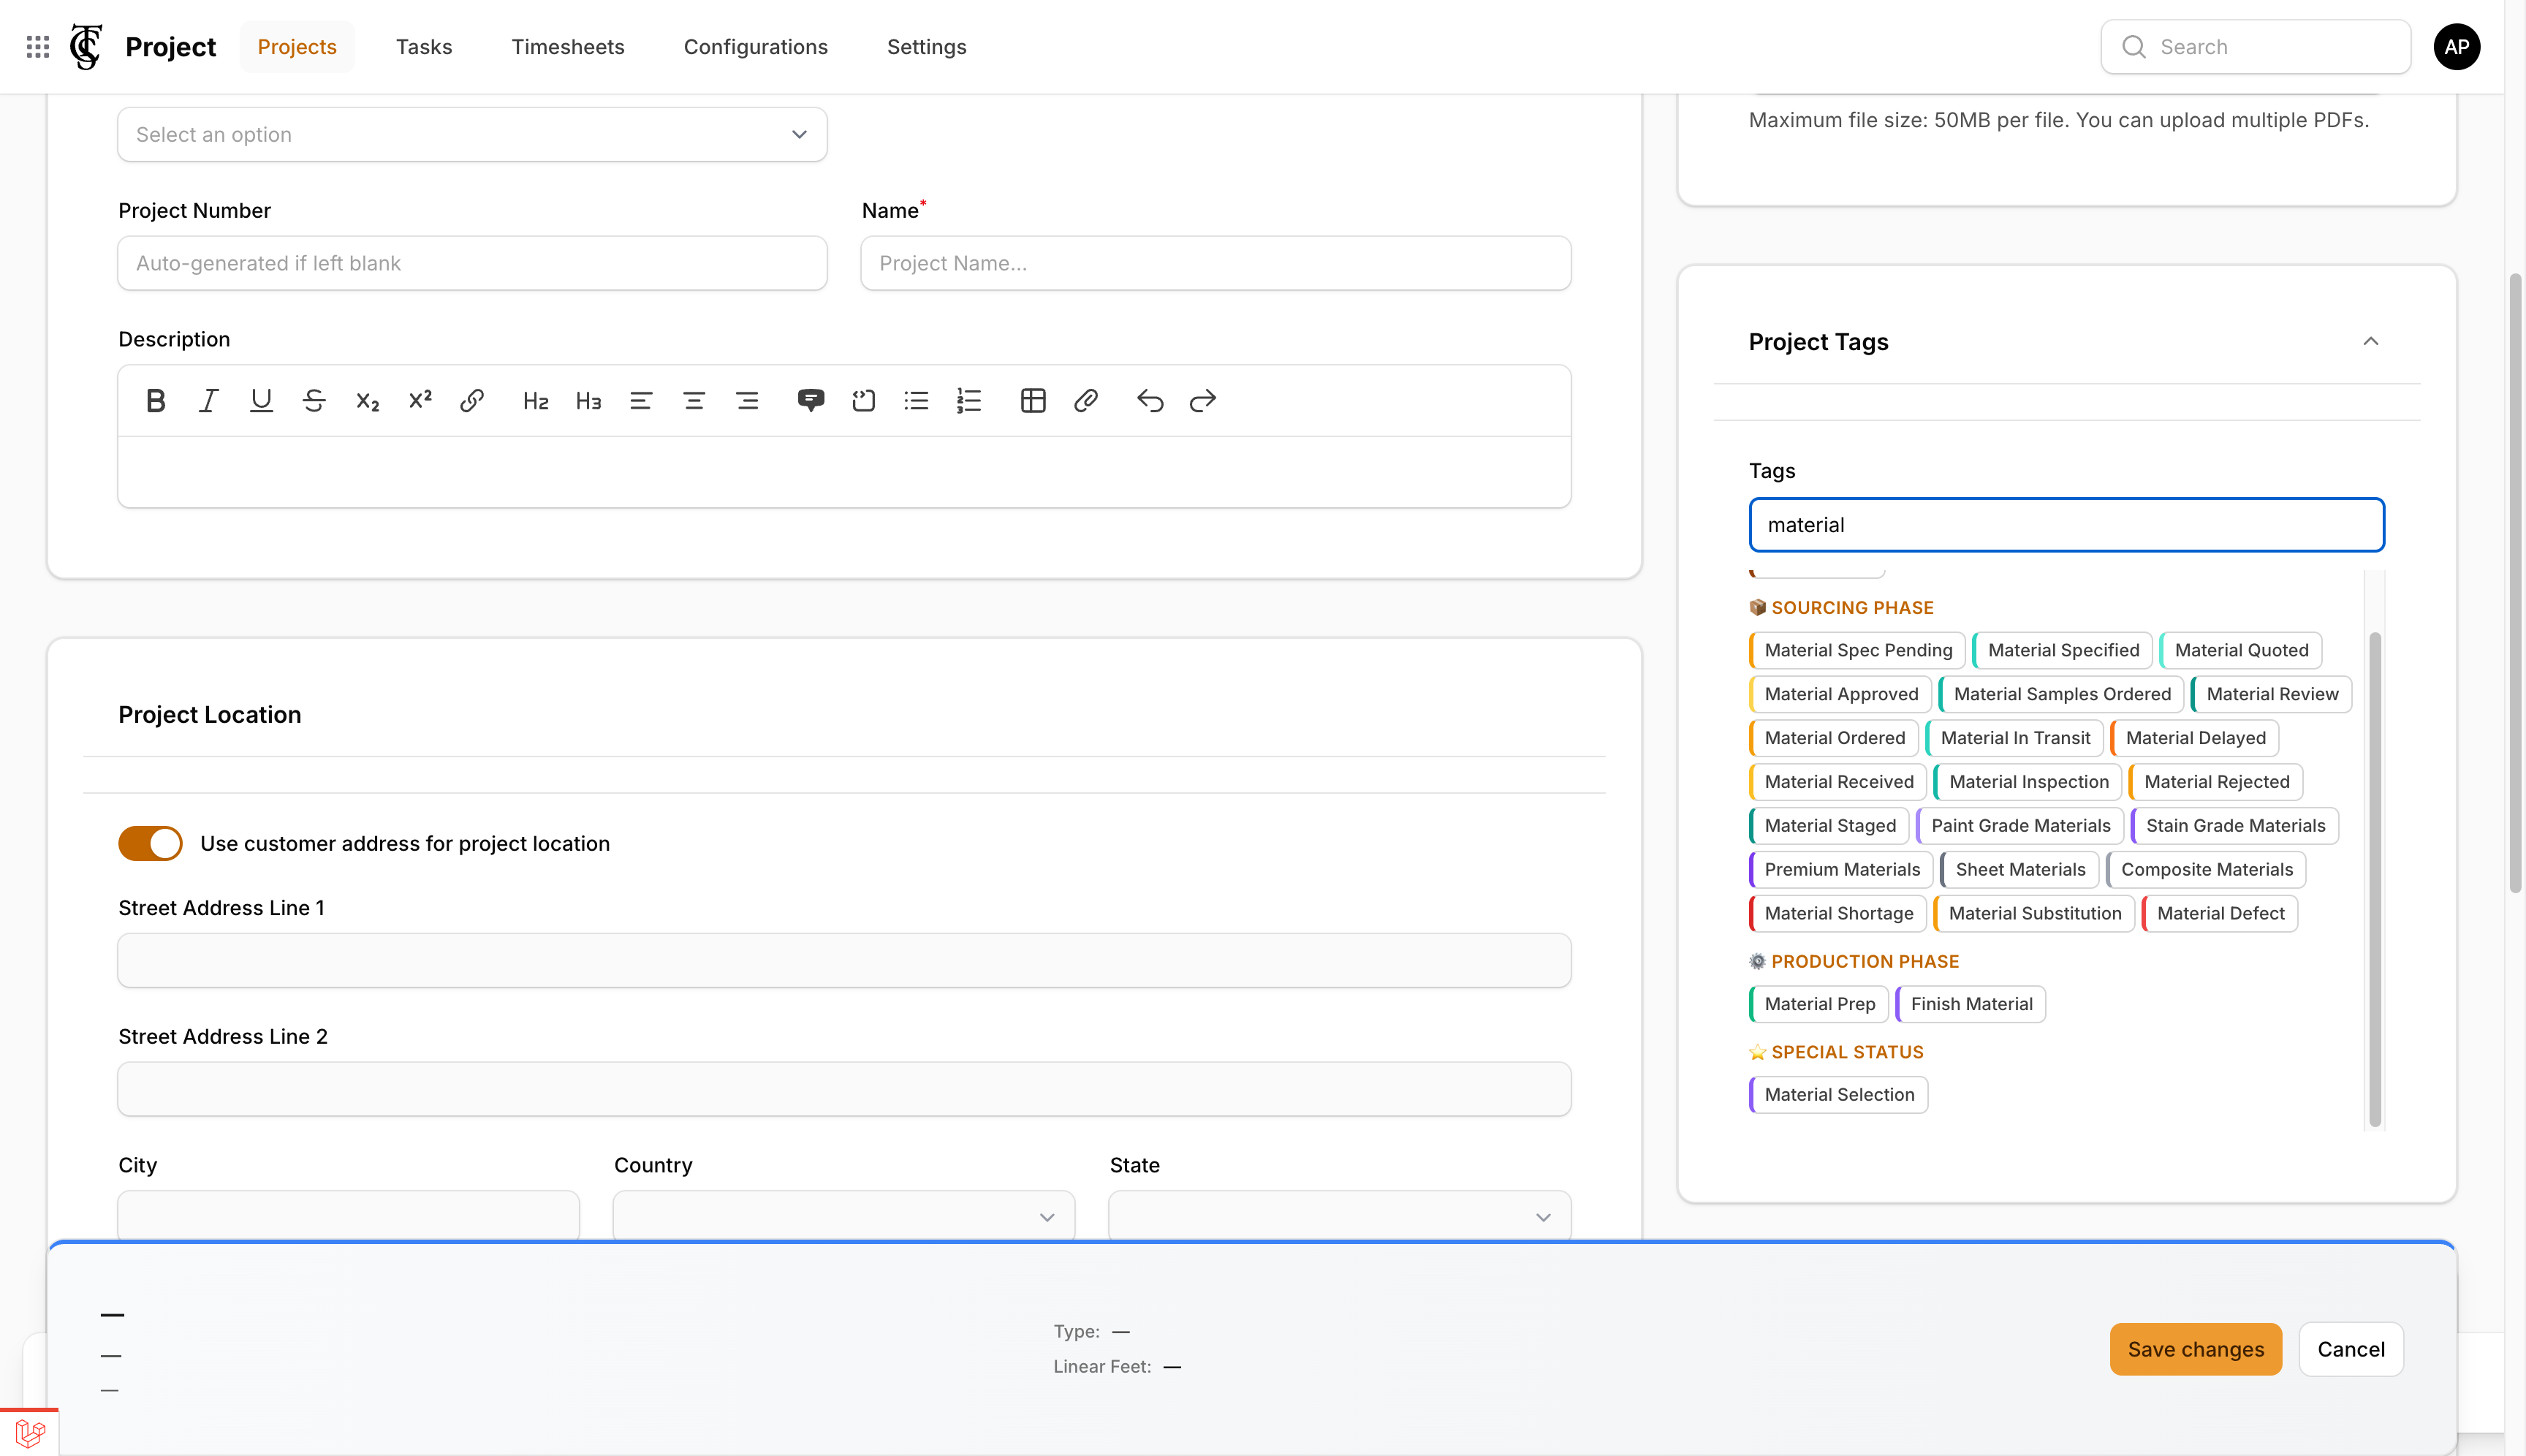 Project
Projects
Tasks
Timesheets
Configurations
Settings
Search
AP
Select an option
Project Number
Name*
Auto-generated if left blank
Project Name...
Description
B I U S x₂ x² H2 H3
Project Location
Use customer address for project location
Street Address Line 1
Street Address Line 2
City
Country
State
Maximum file size: 50MB per file. You can upload multiple PDFs.
Project Tags
Tags
material
SOURCING PHASE
Material Spec Pending
Material Specified
Material Quoted
Material Approved
Material Samples Ordered
Material Review
Material Ordered
Material In Transit
Material Delayed
Material Received
Material Inspection
Material Rejected
Material Staged
Paint Grade Materials
Stain Grade Materials
Premium Materials
Sheet Materials
Composite Materials
Material Shortage
Material Substitution
Material Defect
PRODUCTION PHASE
Material Prep
Finish Material
SPECIAL STATUS
Material Selection
—
—
—
Type: —
Linear Feet: —
Save changes
Cancel